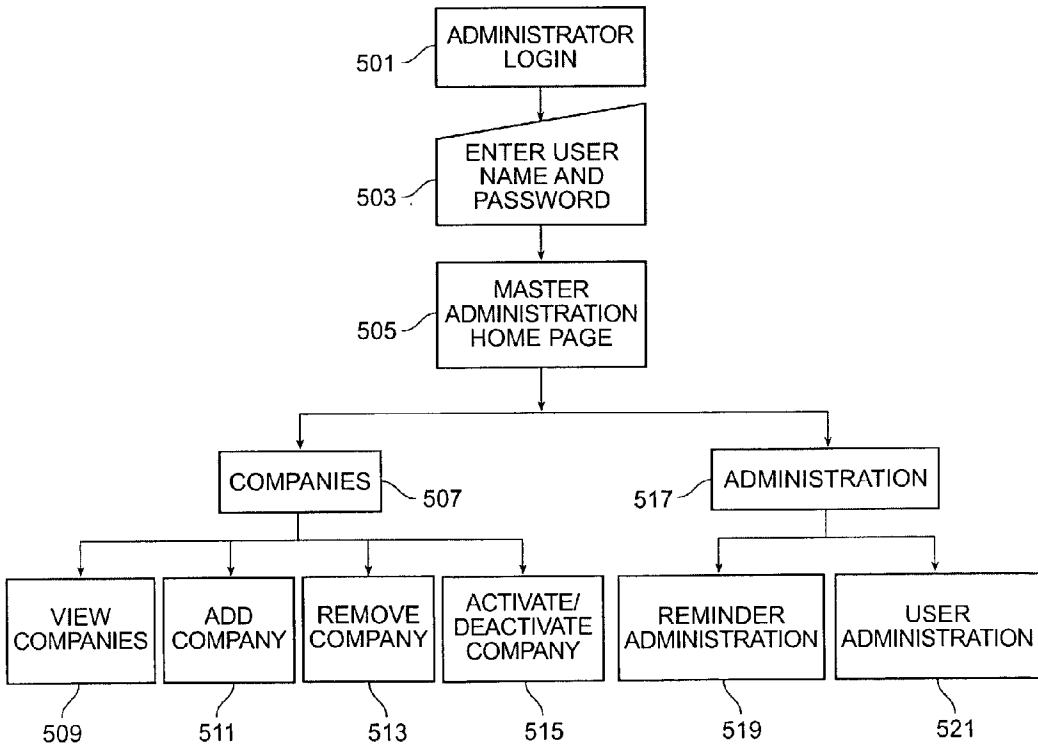 ADMINISTRATOR
LOGIN
501
ENTER USER
NAME AND
PASSWORD
503
MASTER
ADMINISTRATION
HOME PAGE
505
COMPANIES
507
517
ADMINISTRATION
VIEW
COMPANIES
ADD
COMPANY
REMOVE
COMPANY
ACTIVATE/
DEACTIVATE
COMPANY
REMINDER
ADMINISTRATION
USER
ADMINISTRATION
509
511
513
515
519
521